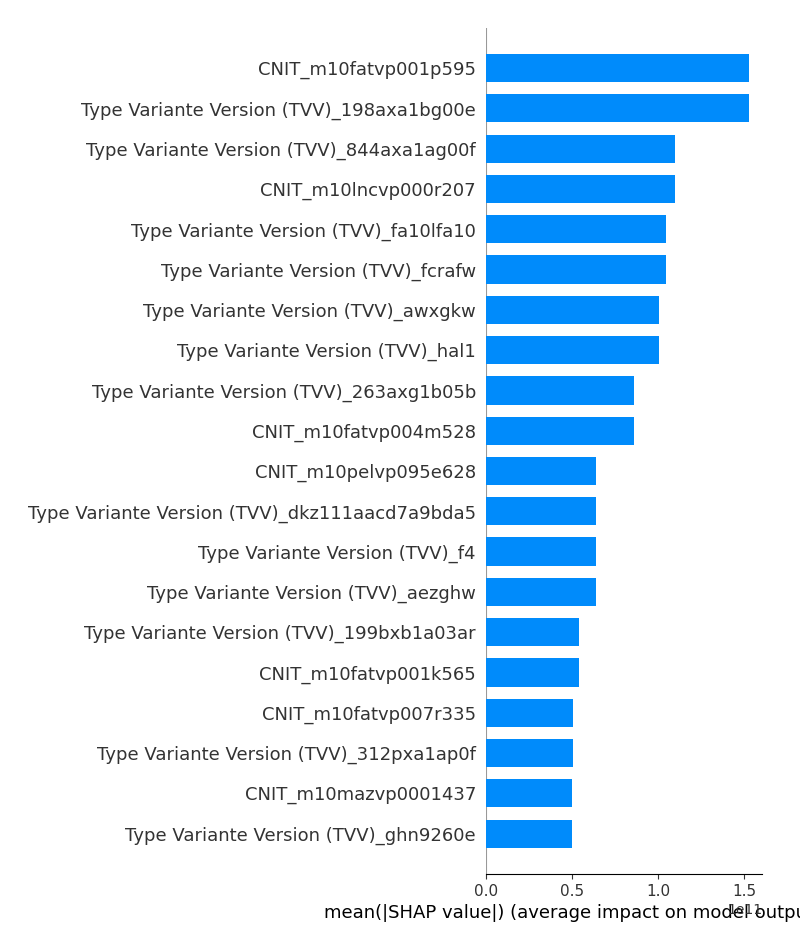 CNIT_m10fatvp001p595
Type Variante Version (TVV)_198axa1bg00e
Type Variante Version (TVV)_844axa1ag00f
CNIT_m10lncvp000r207
Type Variante Version (TVV)_fa10lfa10
Type Variante Version (TVV)_fcrafw
Type Variante Version (TVV)_awxgkw
Type Variante Version (TVV)_hal1
Type Variante Version (TVV)_263axg1b05b
CNIT_m10fatvp004m528
CNIT_m10pelvp095e628
Type Variante Version (TVV)_dkz111aacd7a9bda5
Type Variante Version (TVV)_f4
Type Variante Version (TVV)_aezghw
Type Variante Version (TVV)_199bxb1a03ar
CNIT_m10fatvp001k565
CNIT_m10fatvp007r335
Type Variante Version (TVV)_312pxa1ap0f
CNIT_m10mazvp0001437
Type Variante Version (TVV)_ghn9260e
0.0 0.5 1.0 1.5
1e11
mean(|SHAP value|) (average impact on model outpu